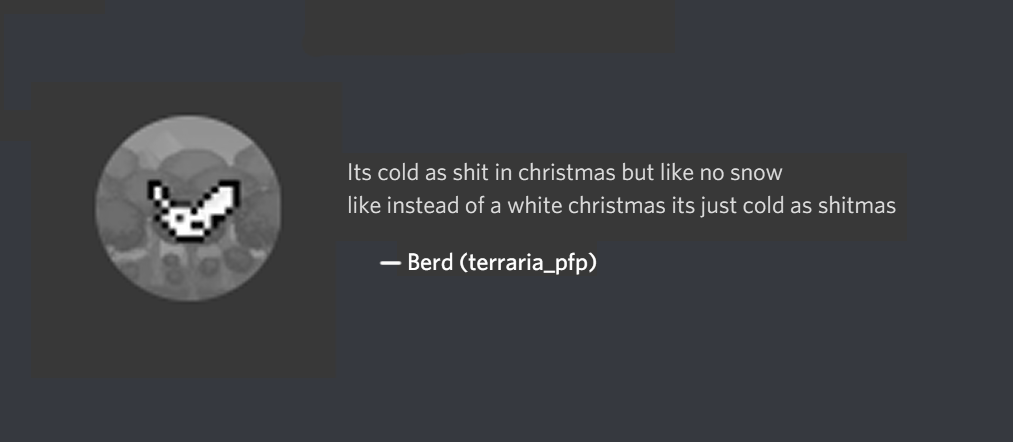 Its cold as shit in christmas but like no snow
like instead of a white christmas its just cold as shitmas
— Berd (terraria_pfp)